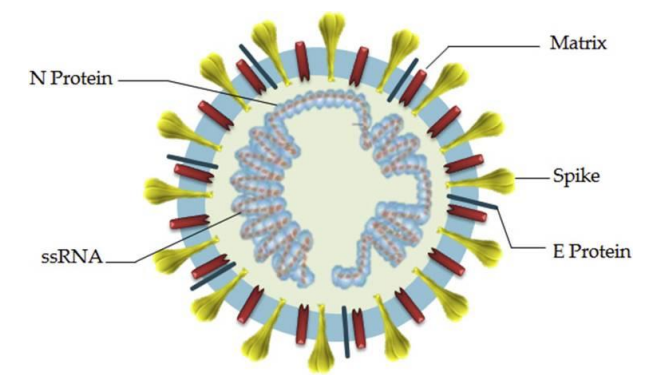 Matrix
N Protein
Spike
E Protein
ssRNA